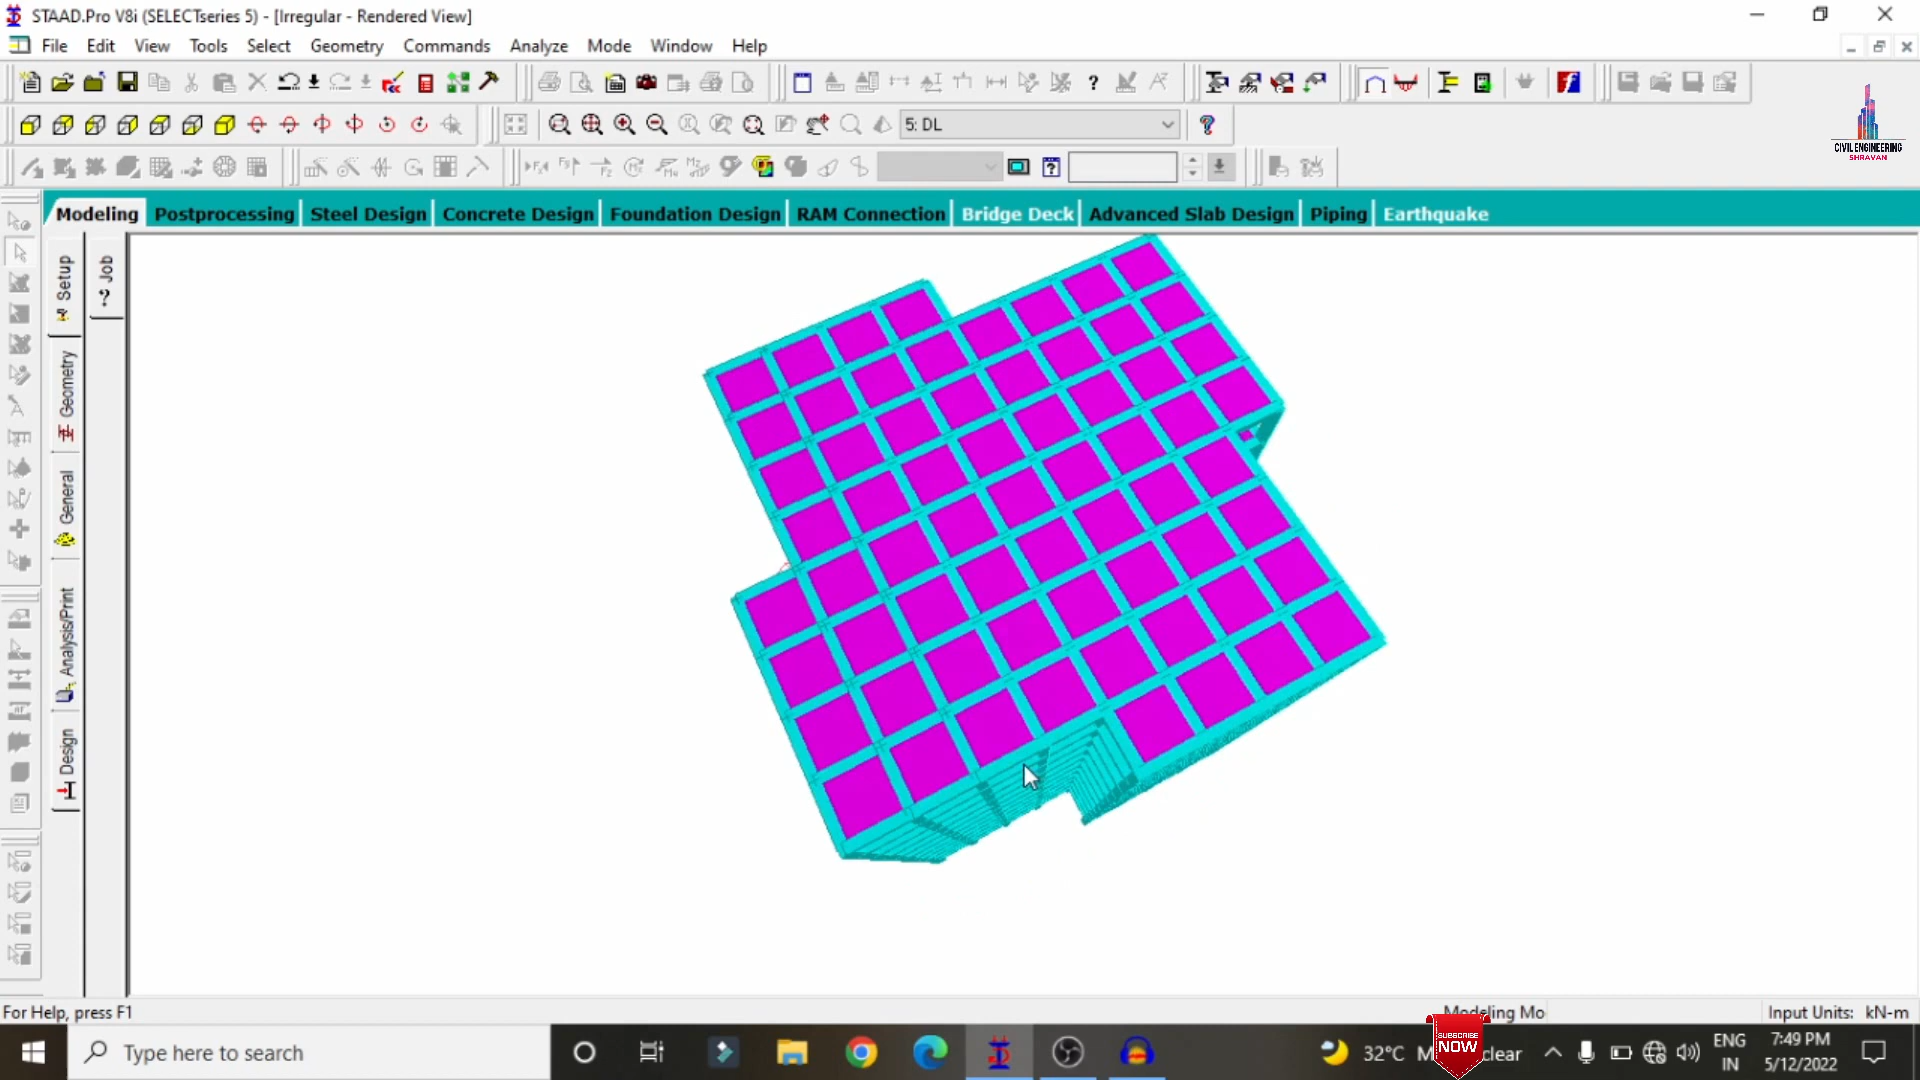 STAAD.Pro V8i (SELECTseries 5) - [Irregular - Rendered View]
File Edit View Tools Select Geometry Commands Analyze Mode Window Help
5: DL
CIVIL ENGINEERING
SHRAVAN
Modeling Postprocessing Steel Design Concrete Design Foundation Design RAM Connection Bridge Deck Advanced Slab Design Piping Earthquake
Setup
Job
Geometry
General
Analysis/Print
Design
For Help, press F1
Modeling Mo
Input Units: kN-m
Type here to search
32°C
clear
SUBSCRIBE
NOW
ENG
IN
7:49 PM
5/12/2022